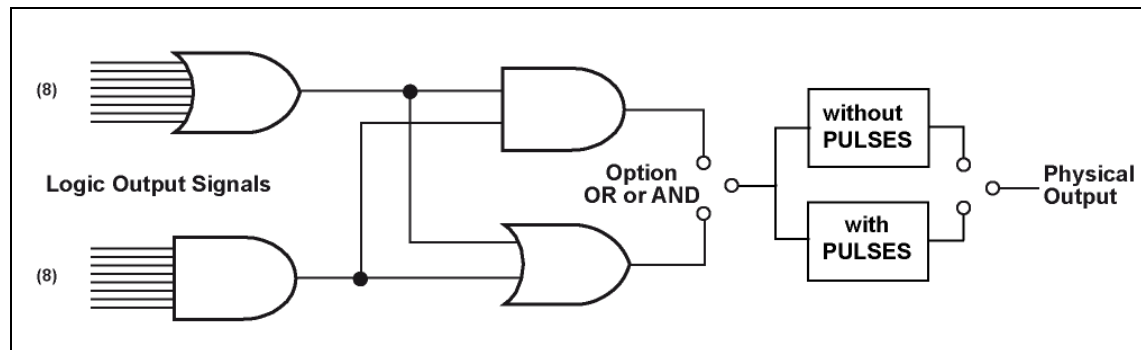 (8)
Logic Output Signals
(8)
Option
OR or AND
without
PULSES
with
PULSES
Physical
Output